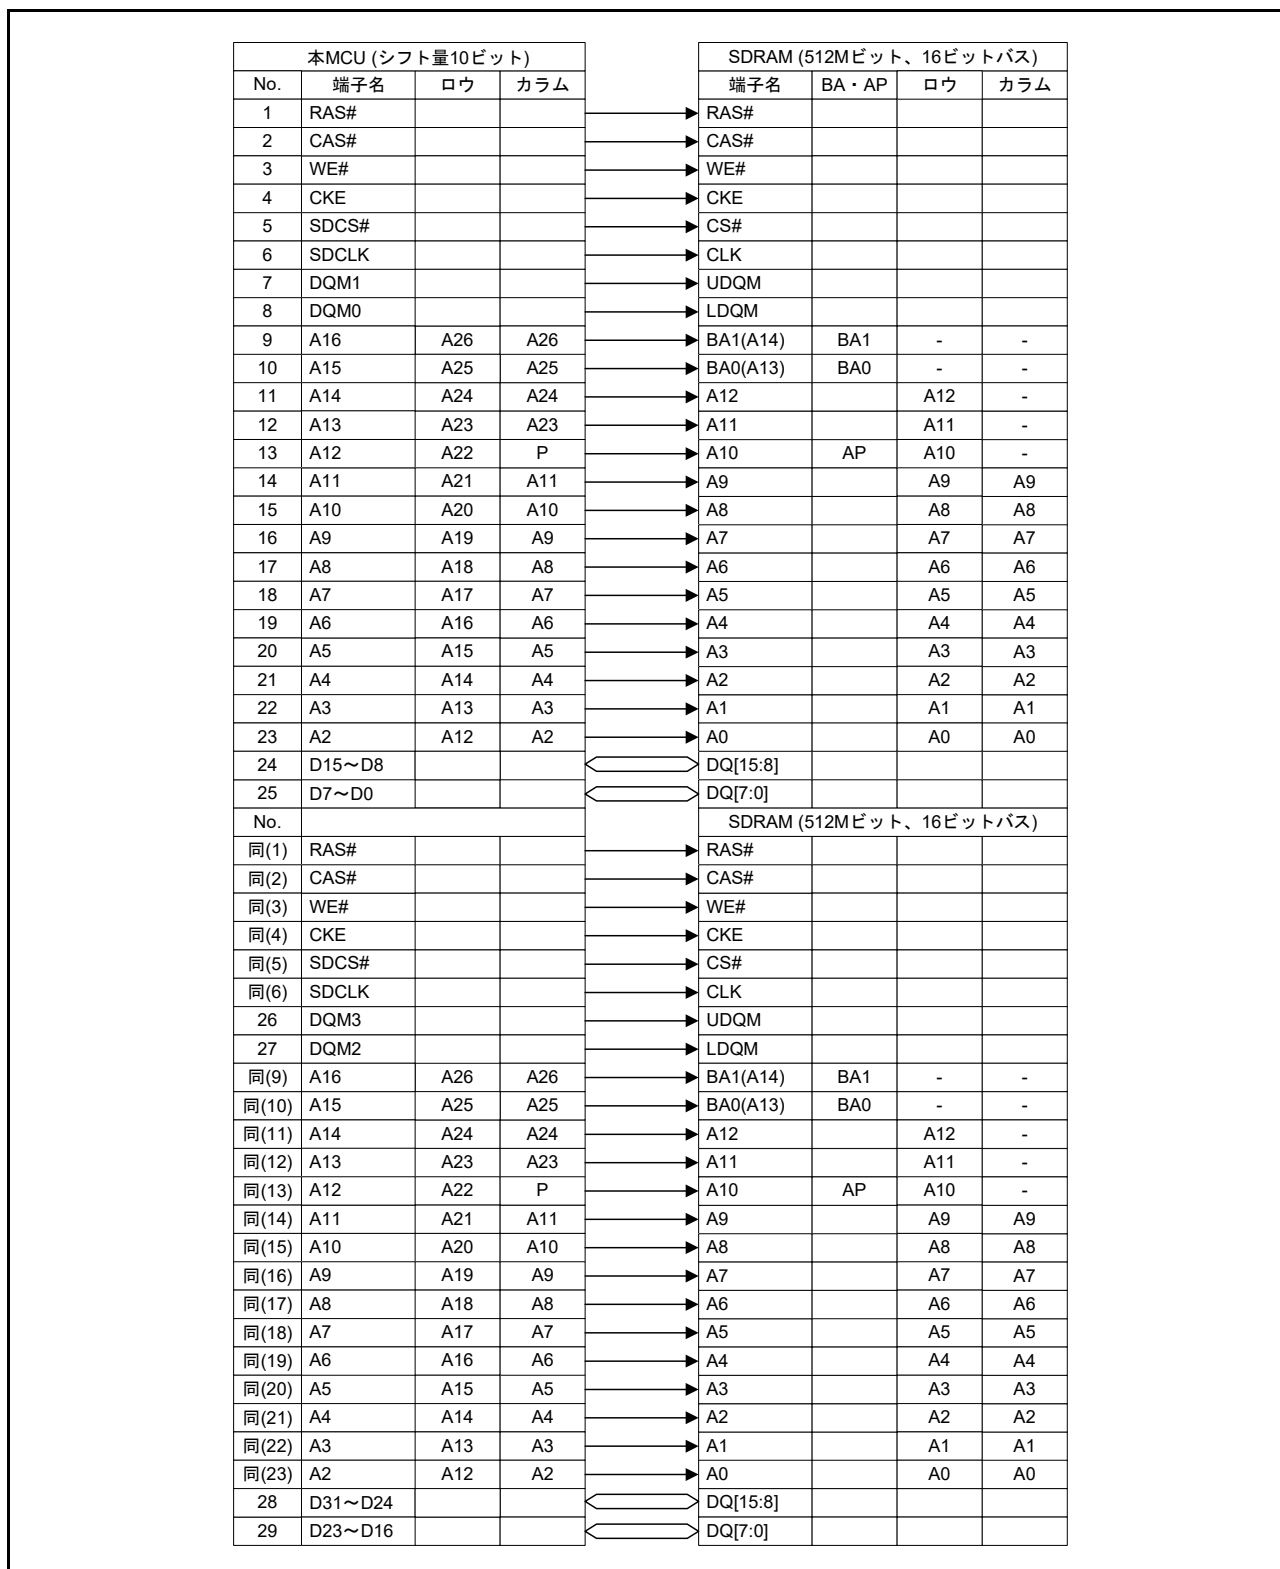 本MCU (シフト量10ビット) SDRAM (512Mビット、16ビットバス)
No. 端子名 ロウ カラム 端子名 BA・AP ロウ カラム
1 RAS# RAS#
2 CAS# CAS#
3 WE# WE#
4 CKE CKE
5 SDCS# CS#
6 SDCLK CLK
7 DQM1 UDQM
8 DQM0 LDQM
9 A16 A26 A26 BA1(A14) BA1 - -
10 A15 A25 A25 BA0(A13) BA0 - -
11 A14 A24 A24 A12 A12 -
12 A13 A23 A23 A11 A11 -
13 A12 A22 P A10 AP A10 -
14 A11 A21 A11 A9 A9 A9
15 A10 A20 A10 A8 A8 A8
16 A9 A19 A9 A7 A7 A7
17 A8 A18 A8 A6 A6 A6
18 A7 A17 A7 A5 A5 A5
19 A6 A16 A6 A4 A4 A4
20 A5 A15 A5 A3 A3 A3
21 A4 A14 A4 A2 A2 A2
22 A3 A13 A3 A1 A1 A1
23 A2 A12 A2 A0 A0 A0
24 D15～D8 DQ[15:8]
25 D7～D0 DQ[7:0]
No. SDRAM (512Mビット、16ビットバス)
同(1) RAS# RAS#
同(2) CAS# CAS#
同(3) WE# WE#
同(4) CKE CKE
同(5) SDCS# CS#
同(6) SDCLK CLK
26 DQM3 UDQM
27 DQM2 LDQM
同(9) A16 A26 A26 BA1(A14) BA1 - -
同(10) A15 A25 A25 BA0(A13) BA0 - -
同(11) A14 A24 A24 A12 A12 -
同(12) A13 A23 A23 A11 A11 -
同(13) A12 A22 P A10 AP A10 -
同(14) A11 A21 A11 A9 A9 A9
同(15) A10 A20 A10 A8 A8 A8
同(16) A9 A19 A9 A7 A7 A7
同(17) A8 A18 A8 A6 A6 A6
同(18) A7 A17 A7 A5 A5 A5
同(19) A6 A16 A6 A4 A4 A4
同(20) A5 A15 A5 A3 A3 A3
同(21) A4 A14 A4 A2 A2 A2
同(22) A3 A13 A3 A1 A1 A1
同(23) A2 A12 A2 A0 A0 A0
28 D31～D24 DQ[15:8]
29 D23～D16 DQ[7:0]